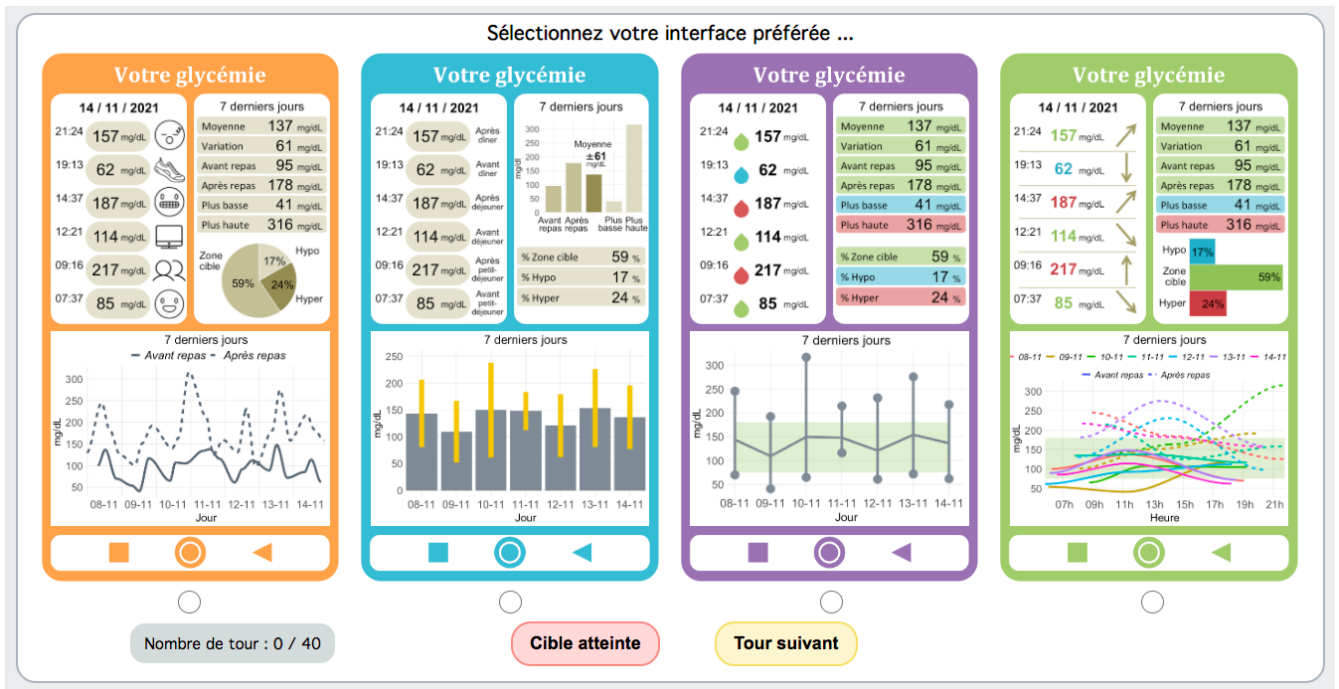 Sélectionnez votre interface préférée ...
Votre glycémie
14 / 11 / 2021
21:24 157 mg/dL
19:13 62 mg/dL
14:37 187 mg/dL
12:21 114 mg/dL
09:16 217 mg/dL
07:37 85 mg/dL
7 derniers jours
Moyenne 137 mg/dL
Variation 61 mg/dL
Avant repas 95 mg/dL
Après repas 178 mg/dL
Plus basse 41 mg/dL
Plus haute 316 mg/dL
Zone cible
59%
Hypo
17%
24%
Hyper
7 derniers jours
Avant repas Après repas
mg/dL
300
250
200
150
100
50
08-11 09-11 10-11 11-11 12-11 13-11 14-11
Jour
Votre glycémie
14 / 11 / 2021
21:24 157 mg/dL Après dîner
19:13 62 mg/dL Avant dîner
14:37 187 mg/dL Après déjeuner
12:21 114 mg/dL Avant déjeuner
09:16 217 mg/dL Après petit-déjeuner
07:37 85 mg/dL Avant petit-déjeuner
7 derniers jours
mg/dl
300
250
200
150
100
50
0
Moyenne
±61
mg/dL
Avant repas Après repas Plus basse Plus haute
% Zone cible 59 %
% Hypo 17 %
% Hyper 24 %
7 derniers jours
mg/dL
250
200
150
100
50
0
08-11 09-11 10-11 11-11 12-11 13-11 14-11
Jour
Votre glycémie
14 / 11 / 2021
21:24 157 mg/dL
19:13 62 mg/dL
14:37 187 mg/dL
12:21 114 mg/dL
09:16 217 mg/dL
07:37 85 mg/dL
7 derniers jours
Moyenne 137 mg/dL
Variation 61 mg/dL
Avant repas 95 mg/dL
Après repas 178 mg/dL
Plus basse 41 mg/dL
Plus haute 316 mg/dL
% Zone cible 59 %
% Hypo 17 %
% Hyper 24 %
7 derniers jours
mg/dL
300
250
200
150
100
50
08-11 09-11 10-11 11-11 12-11 13-11 14-11
Jour
Votre glycémie
14 / 11 / 2021
21:24 157 mg/dL
19:13 62 mg/dL
14:37 187 mg/dL
12:21 114 mg/dL
09:16 217 mg/dL
07:37 85 mg/dL
7 derniers jours
Moyenne 137 mg/dL
Variation 61 mg/dL
Avant repas 95 mg/dL
Après repas 178 mg/dL
Plus basse 41 mg/dL
Plus haute 316 mg/dL
Hypo 17%
Zone cible 59%
Hyper 24%
7 derniers jours
08-11 09-11 10-11 11-11 12-11 13-11 14-11
Avant repas Après repas
mg/dL
300
250
200
150
100
50
07h 09h 11h 13h 15h 17h 19h 21h
Heure
Nombre de tour : 0 / 40
Cible atteinte
Tour suivant